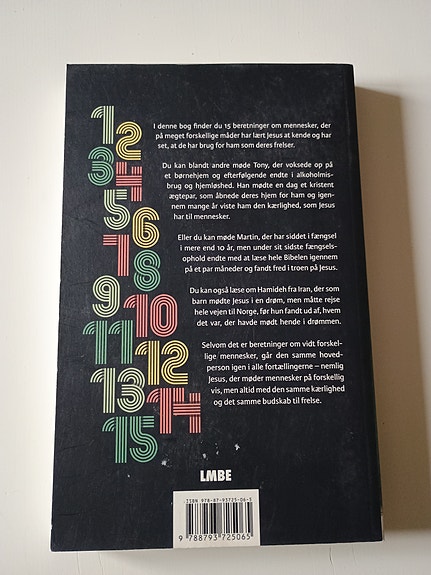 1
2
3
4
5
6
7
8
9
10
11
12
13
14
15
I denne bog finder du 15 beretninger om mennesker, der
på meget forskellige måder har lært Jesus at kende og har
set, at de har brug for ham som deres frelser.
Du kan blandt andre møde Tony, der voksede op på
et børnehjem og efterfølgende endte i alkoholmis-
brug og hjemløshed. Han mødte en dag et kristent
ægtepar, som åbnede deres hjem for ham og igen-
nem mange år viste ham den kærlighed, som Jesus
har til mennesker.
Eller du kan møde Martin, der har siddet i fængsel
i mere end 10 år, men under sit sidste fængsels-
ophold endte med at læse hele Bibelen igennem
på et par måneder og fandt fred i troen på Jesus.
Du kan også læse om Hamideh fra Iran, der som
barn mødte Jesus i en drøm, men måtte rejse
hele vejen til Norge, før hun fandt ud af, hvem
det var, der havde mødt hende i drømmen.
Selvom det er beretninger om vidt forskel-
lige mennesker, går den samme hoved-
person igen i alle fortællingerne – nemlig
Jesus, der møder mennesker på forskellig
vis, men altid med den samme kærlighed
og det samme budskab til frelse.
LMBE
ISBN 978-87-93725-06-5
9 788793 725065